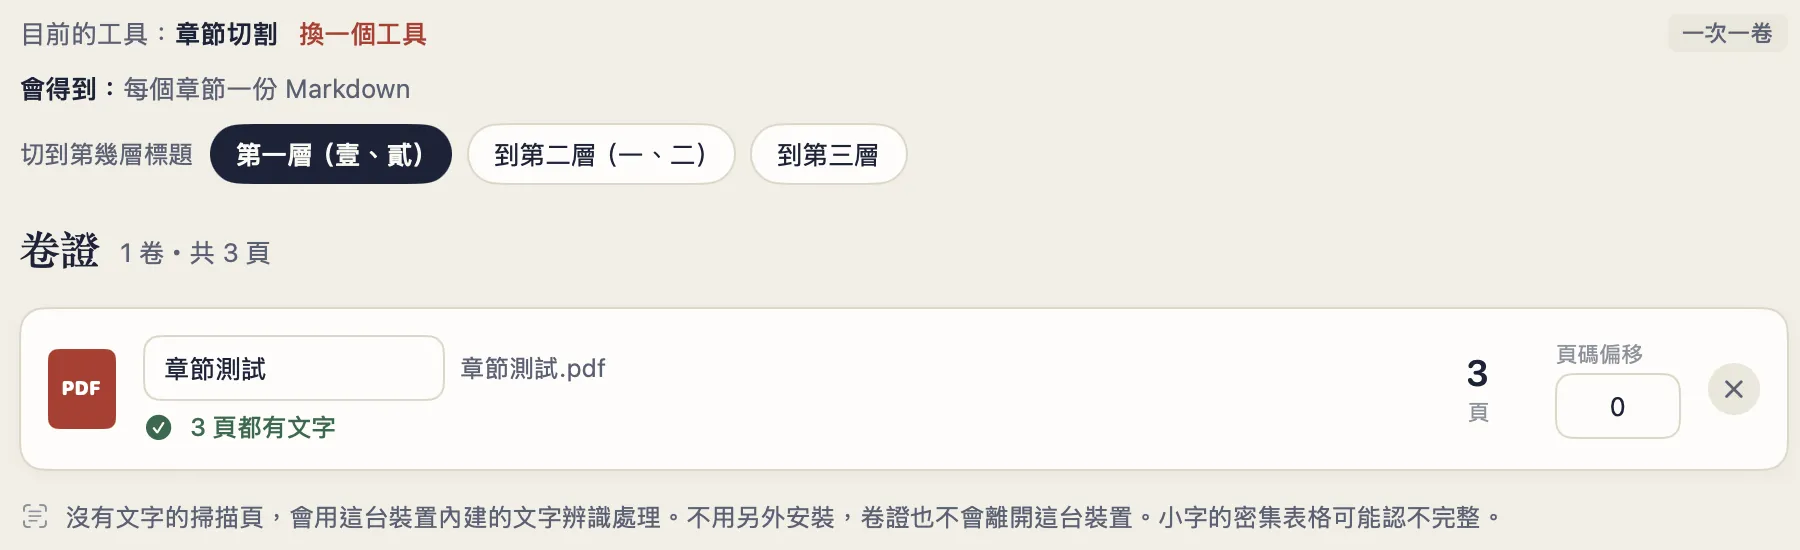 目前的工具：章節切割 換一個工具 一次一卷
會得到：每個章節一份 Markdown
切到第幾層標題 第一層（壹、貳） 到第二層（一、二） 到第三層
卷證 1 卷・共 3 頁
頁碼偏移
PDF 章節測試 章節測試.pdf 3 頁 0
3 頁都有文字
沒有文字的掃描頁，會用這台裝置內建的文字辨識處理。不用另外安裝，卷證也不會離開這台裝置。小字的密集表格可能認不完整。